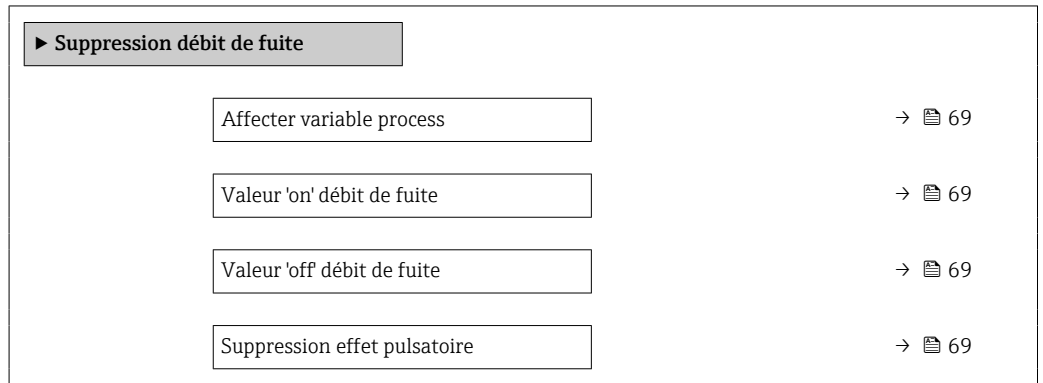 ▶ Suppression débit de fuite
Affecter variable process → 69
Valeur 'on' débit de fuite → 69
Valeur 'off' débit de fuite → 69
Suppression effet pulsatoire → 69